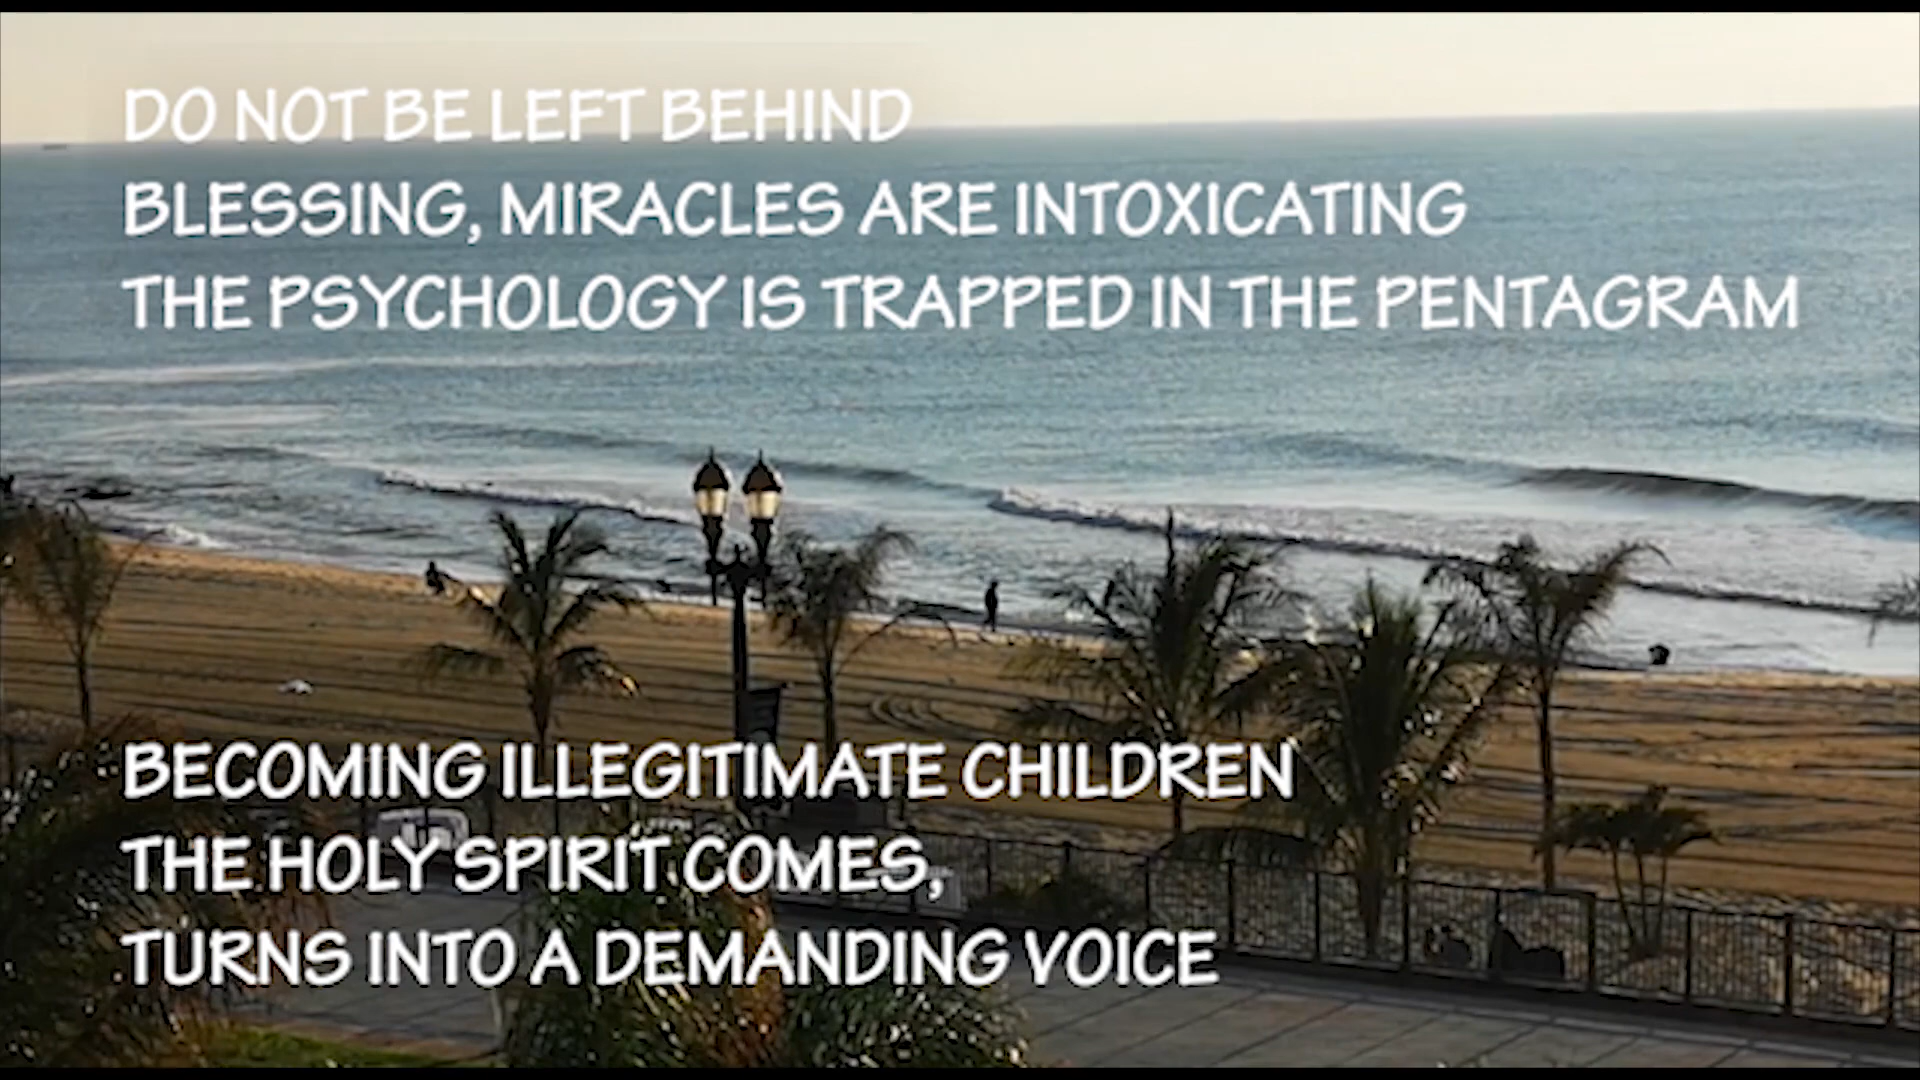 DO NOT BE LEFT BEHIND
BLESSING, MIRACLES ARE INTOXICATING
THE PSYCHOLOGY IS TRAPPED IN THE PENTAGRAM
BECOMING ILLEGITIMATE CHILDREN
THE HOLY SPIRIT COMES,
TURNS INTO A DEMANDING VOICE